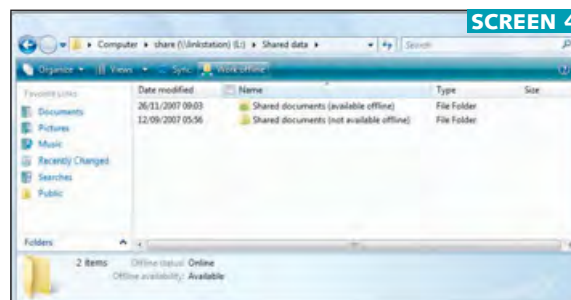 SCREEN 4
Computer ▸ share (\\linkstation) (L:) ▸ Shared data ▸ Search
Organize Views Sync Work offline
Favorite Links
Date modified Name Type Size
26/11/2007 09:03 Shared documents (available offline) File Folder
12/09/2007 05:56 Shared documents (not available offline) File Folder
Documents
Pictures
Music
Recently Changed
Searches
Public
Folders
2 items Offline status: Online
Offline availability: Available